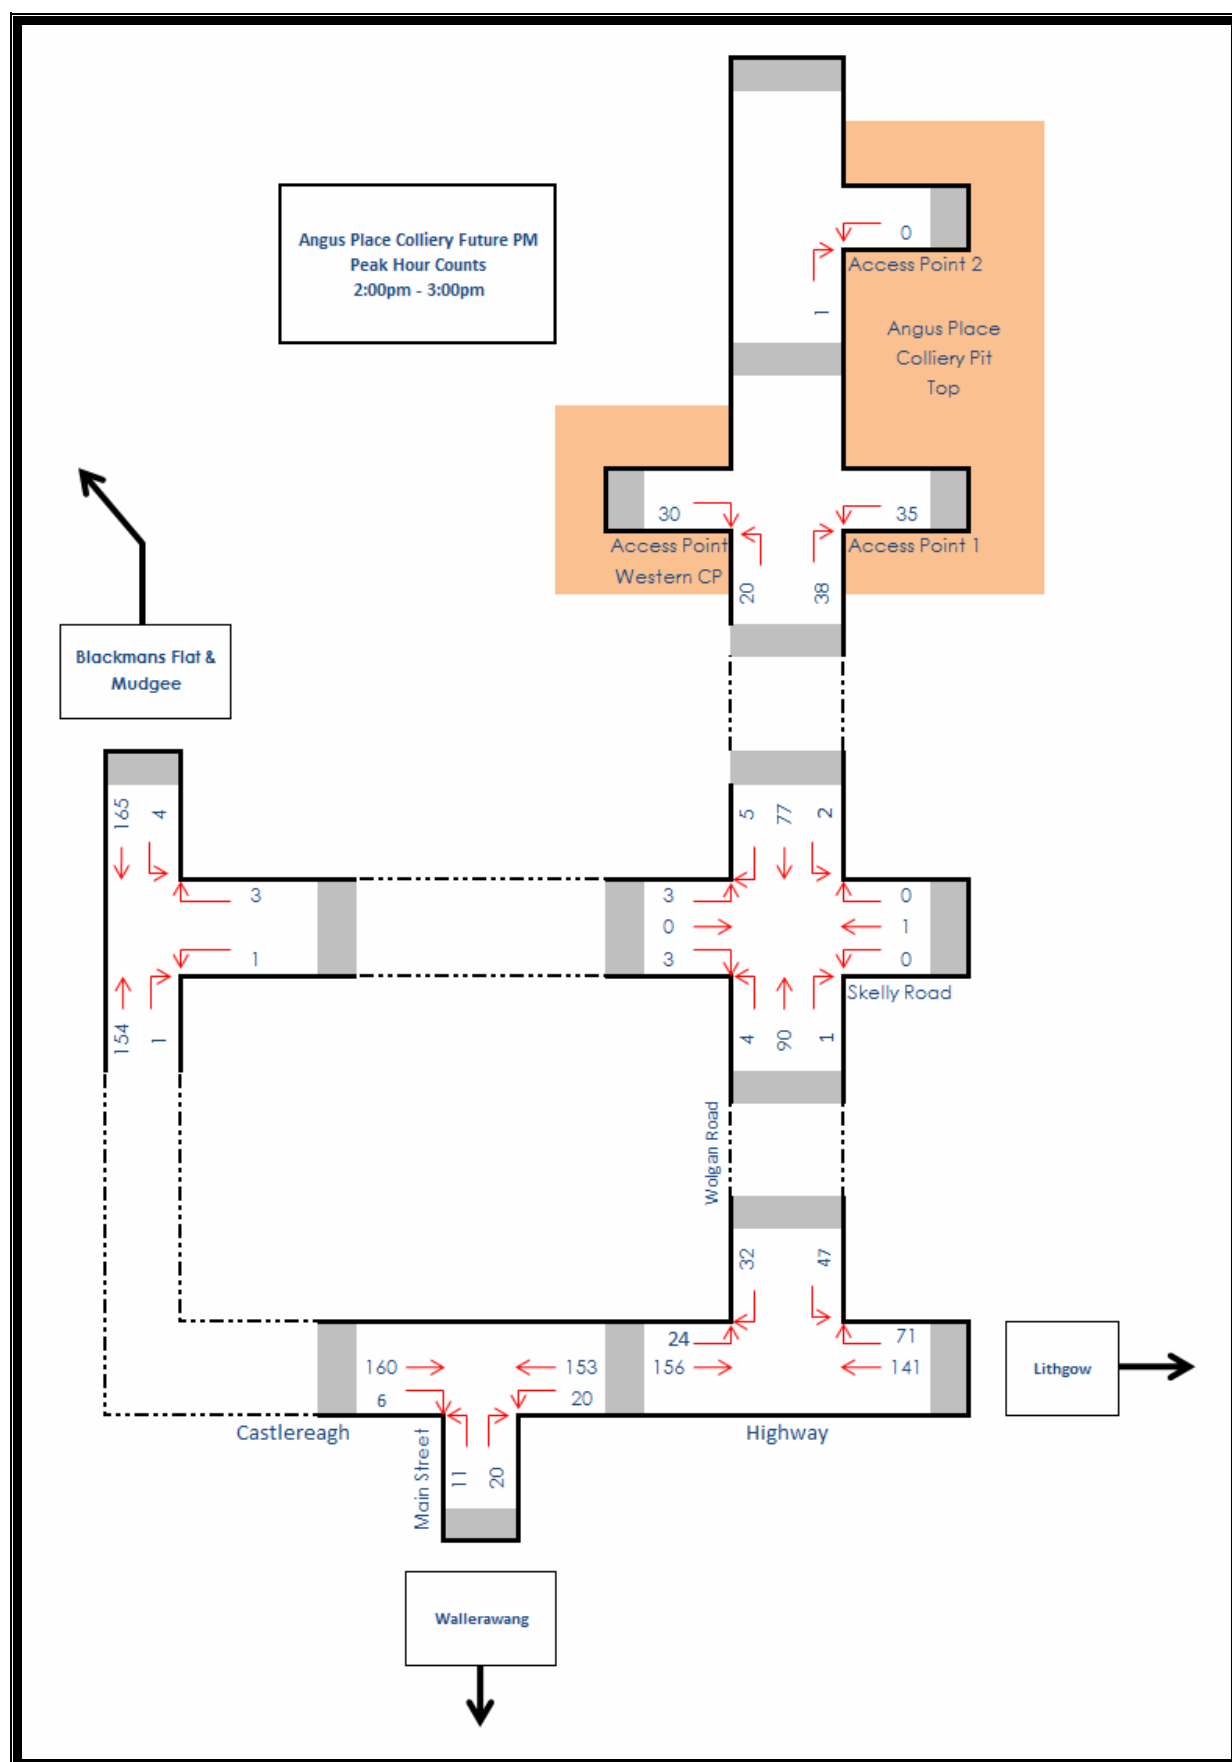 Angus Place Colliery Future PM
Peak Hour Counts
2:00pm - 3:00pm
0
Access Point 2
1
Angus Place
Colliery Pit
Top
30
35
Access Point
Western CP
Access Point 1
20
38
Blackmans Flat &
Mudgee
165
4
5
77
2
3
3
0
0
1
1
3
0
Skelly Road
154
1
4
90
1
Wolgan Road
32
47
24
71
160
153
156
141
Lithgow
6
20
Castlereagh
Highway
Main Street
11
20
Wallerawang